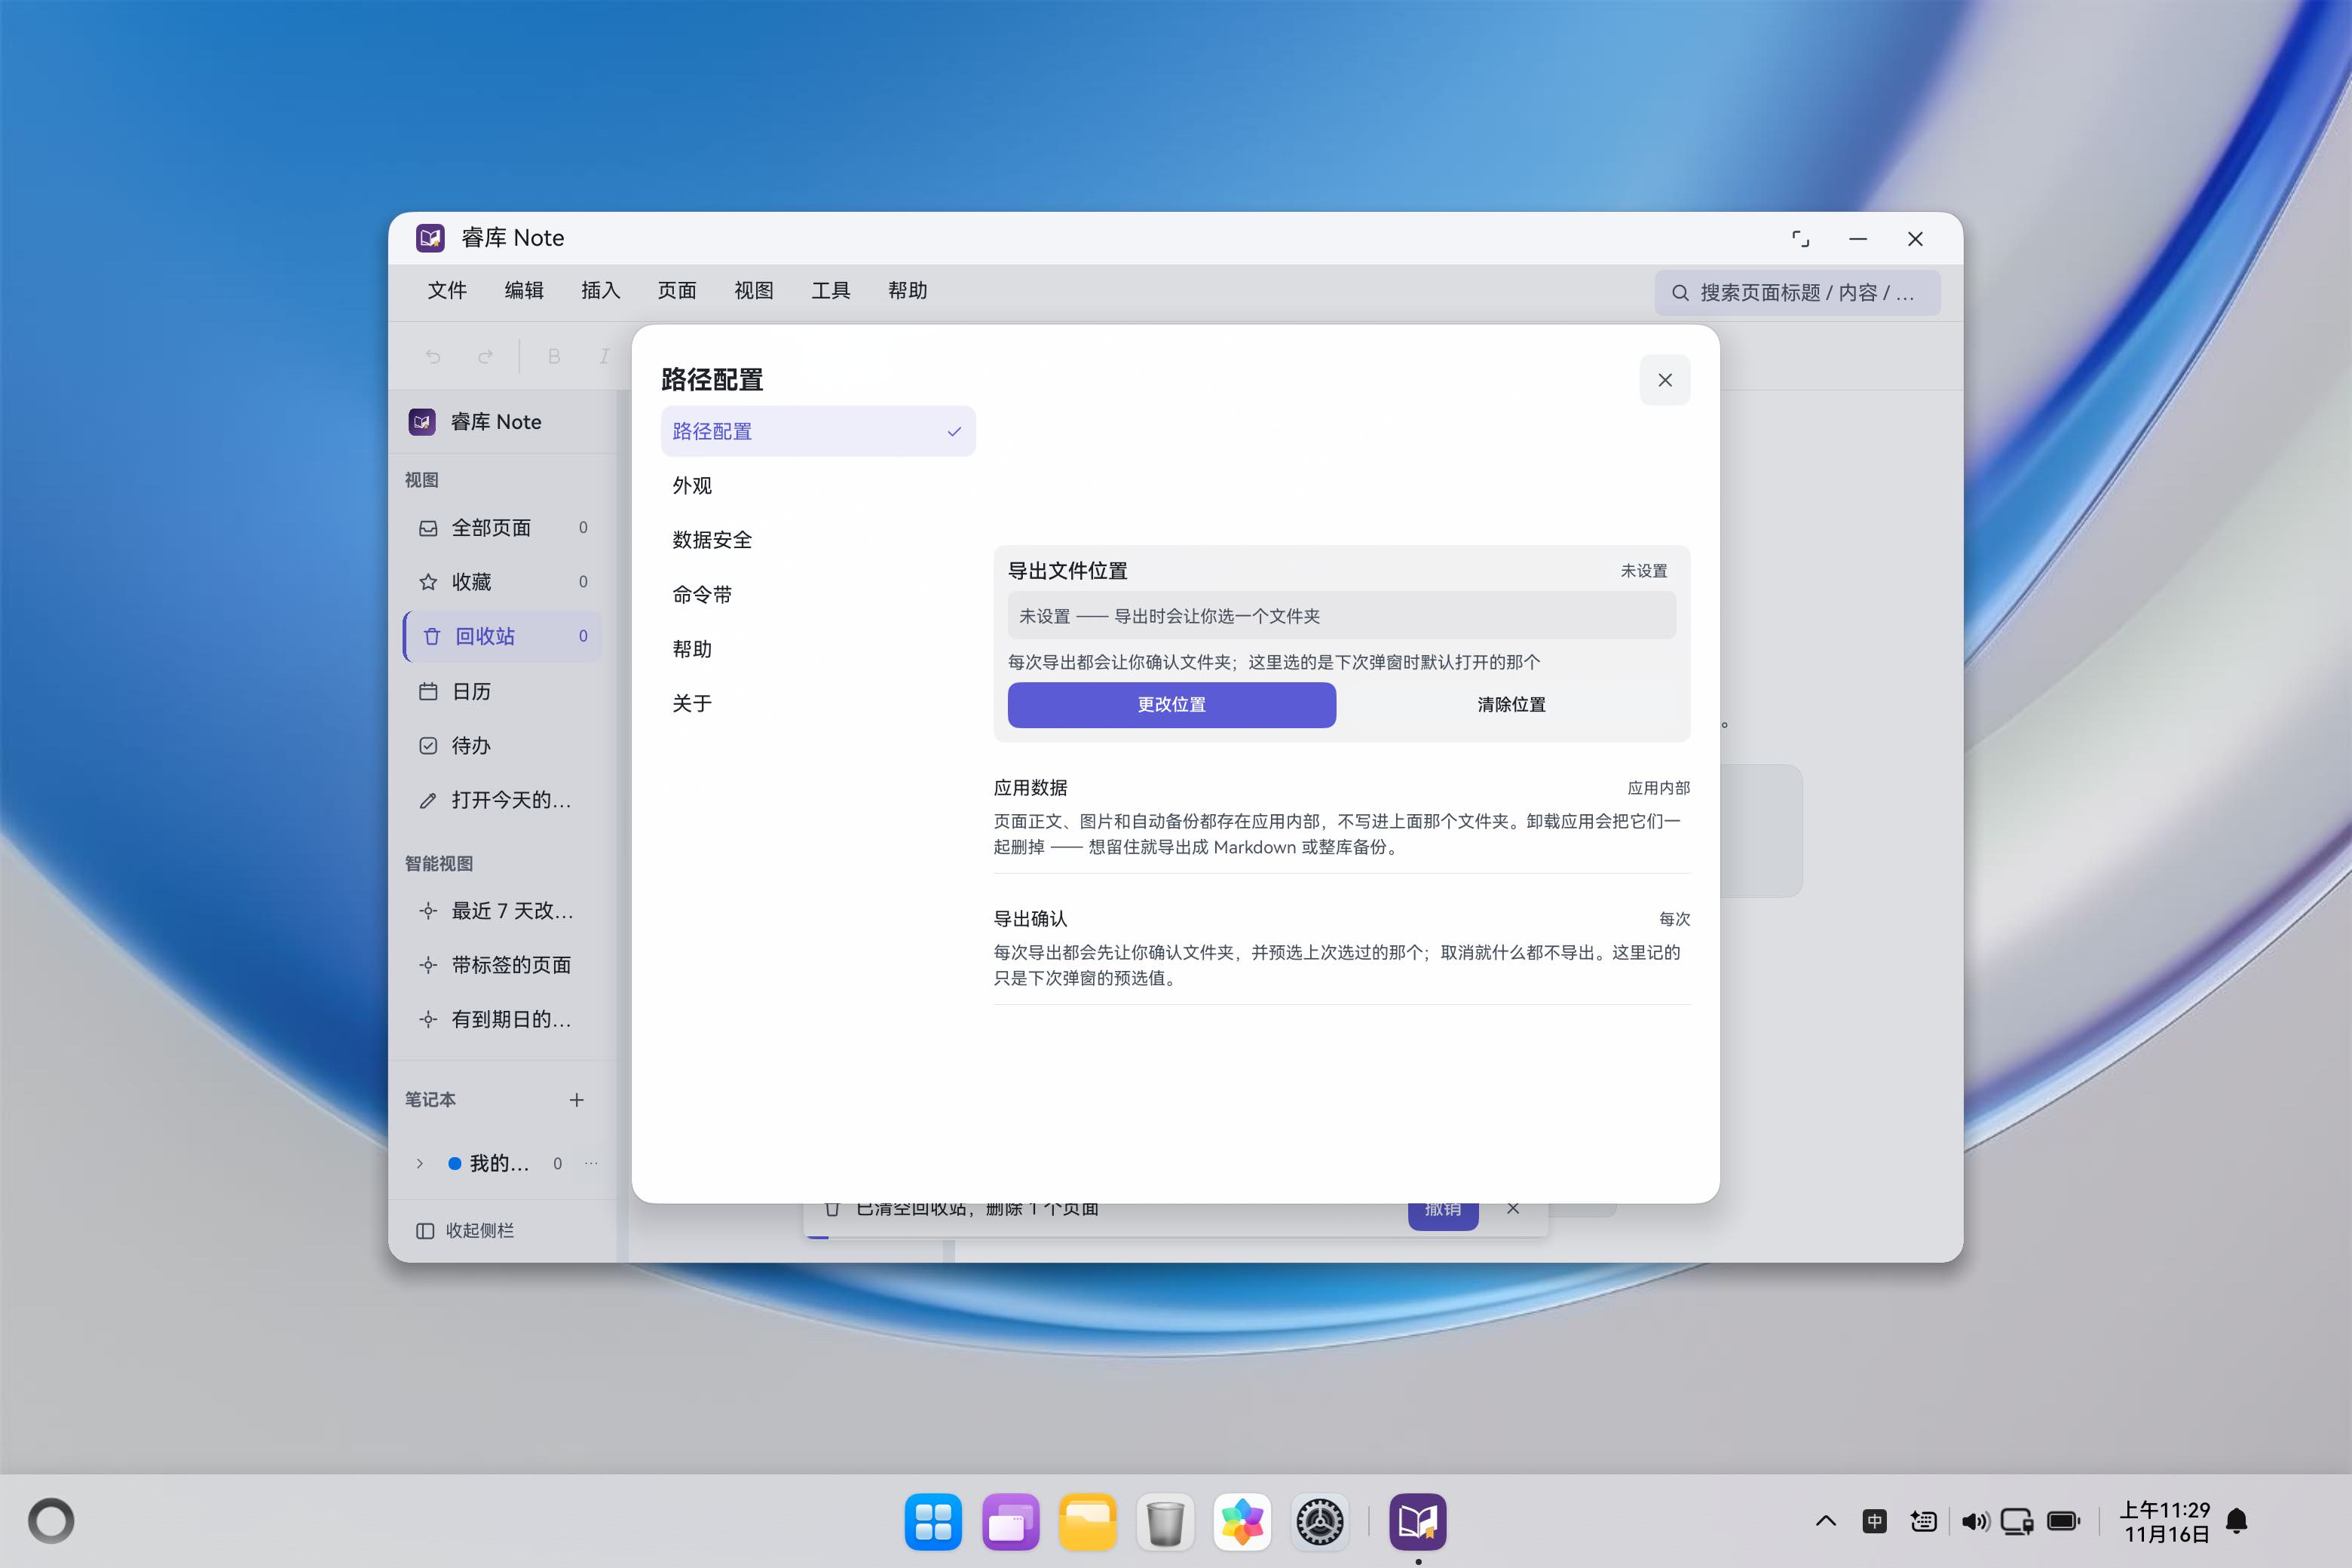 睿库 Note
文件 编辑 插入 页面 视图 工具 帮助
搜索页面标题 / 内容 / …
B I
睿库 Note
视图
全部页面 0
收藏 0
回收站 0
日历
待办
打开今天的…
智能视图
最近 7 天改…
带标签的页面
有到期日的…
笔记本
我的… 0 ···
收起侧栏
路径配置
路径配置
外观
数据安全
命令带
帮助
关于
导出文件位置 未设置
未设置 —— 导出时会让你选一个文件夹
每次导出都会让你确认文件夹；这里选的是下次弹窗时默认打开的那个
更改位置 清除位置
应用数据 应用内部
页面正文、图片和自动备份都存在应用内部，不写进上面那个文件夹。卸载应用会把它们一
起删掉 —— 想留住就导出成 Markdown 或整库备份。
导出确认 每次
每次导出都会先让你确认文件夹，并预选上次选过的那个；取消就什么都不导出。这里记的
只是下次弹窗的预选值。
。
已清空回收站，删除 1 个页面 撤销
中
上午11:29
11月16日